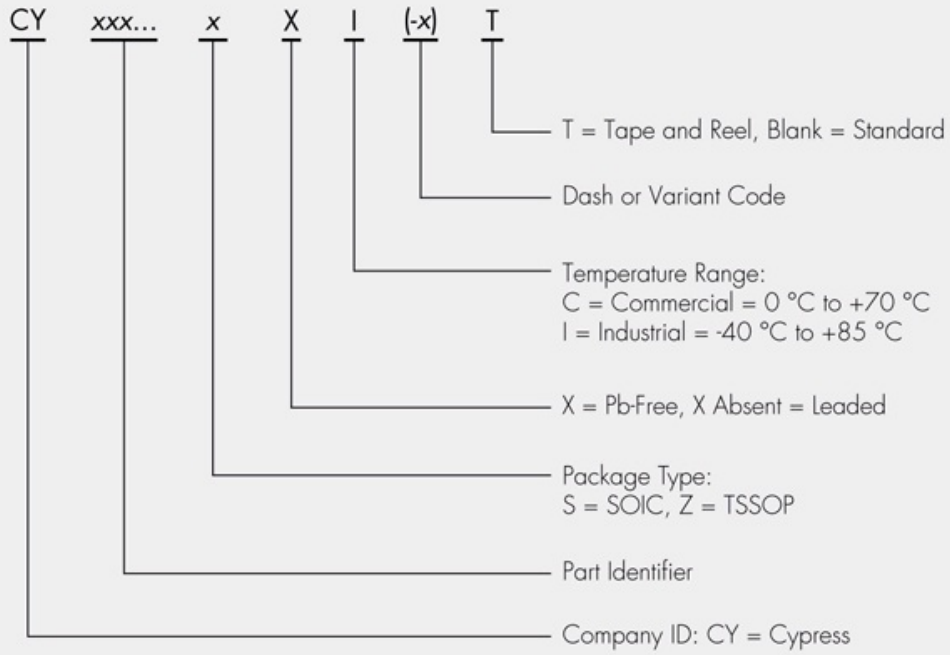 CY xxx... x X I (-x) T
T = Tape and Reel, Blank = Standard
Dash or Variant Code
Temperature Range:
C = Commercial = 0 °C to +70 °C
I = Industrial = -40 °C to +85 °C
X = Pb-Free, X Absent = Leaded
Package Type:
S = SOIC, Z = TSSOP
Part Identifier
Company ID: CY = Cypress